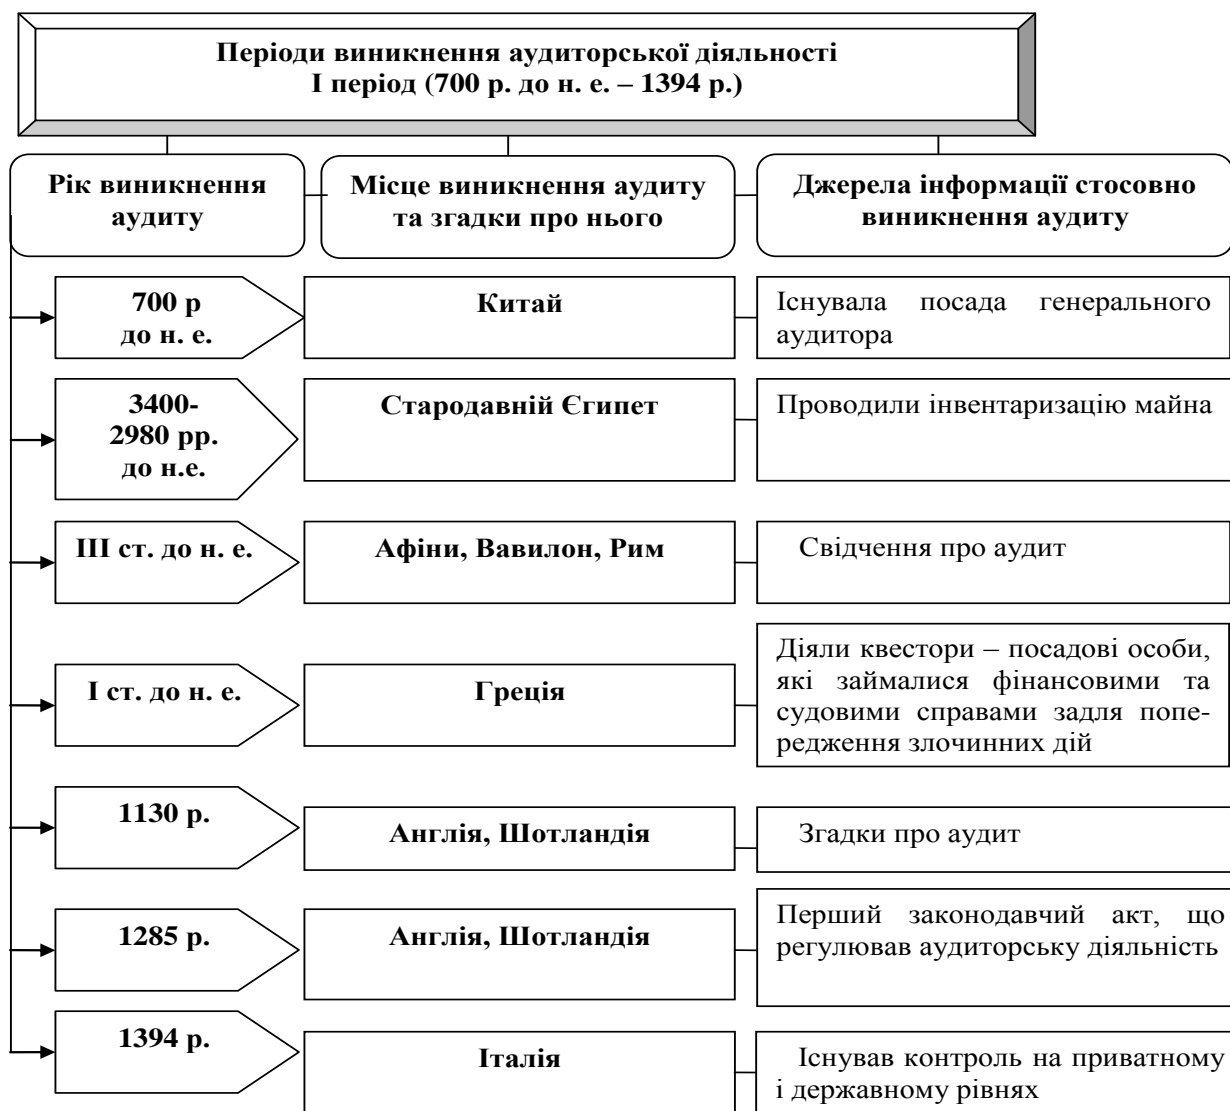 Періоди виникнення аудиторської діяльності
І період (700 р. до н. е. – 1394 р.)
Рік виникнення
аудиту
Місце виникнення аудиту
та згадки про нього
Джерела інформації стосовно
виникнення аудиту
700 р
до н. е.
Китай
Існувала посада генерального
аудитора
3400-
2980 рр.
до н.е.
Стародавній Єгипет
Проводили інвентаризацію майна
ІІІ ст. до н. е.
Афіни, Вавилон, Рим
Свідчення про аудит
І ст. до н. е.
Греція
Діяли квестори – посадові особи,
які займалися фінансовими та
судовими справами задля попе-
редження злочинних дій
1130 р.
Англія, Шотландія
Згадки про аудит
1285 р.
Англія, Шотландія
Перший законодавчий акт, що
регулював аудиторську діяльність
1394 р.
Італія
Існував контроль на приватному
і державному рівнях